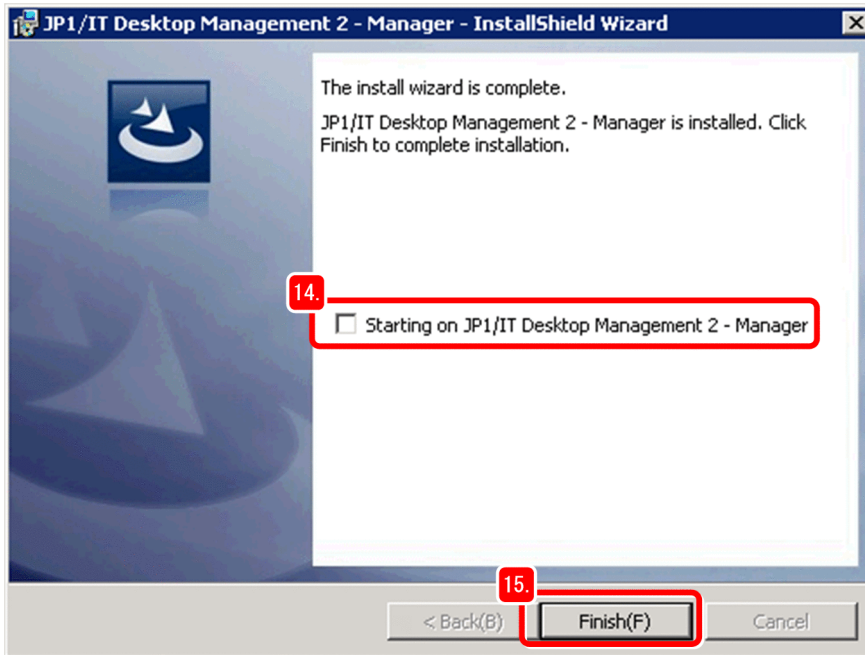 JP1/IT Desktop Management 2 - Manager - InstallShield Wizard
The install wizard is complete.
JP1/IT Desktop Management 2 - Manager is installed. Click
Finish to complete installation.
14.
Starting on JP1/IT Desktop Management 2 - Manager
15.
< Back(B) Finish(F) Cancel